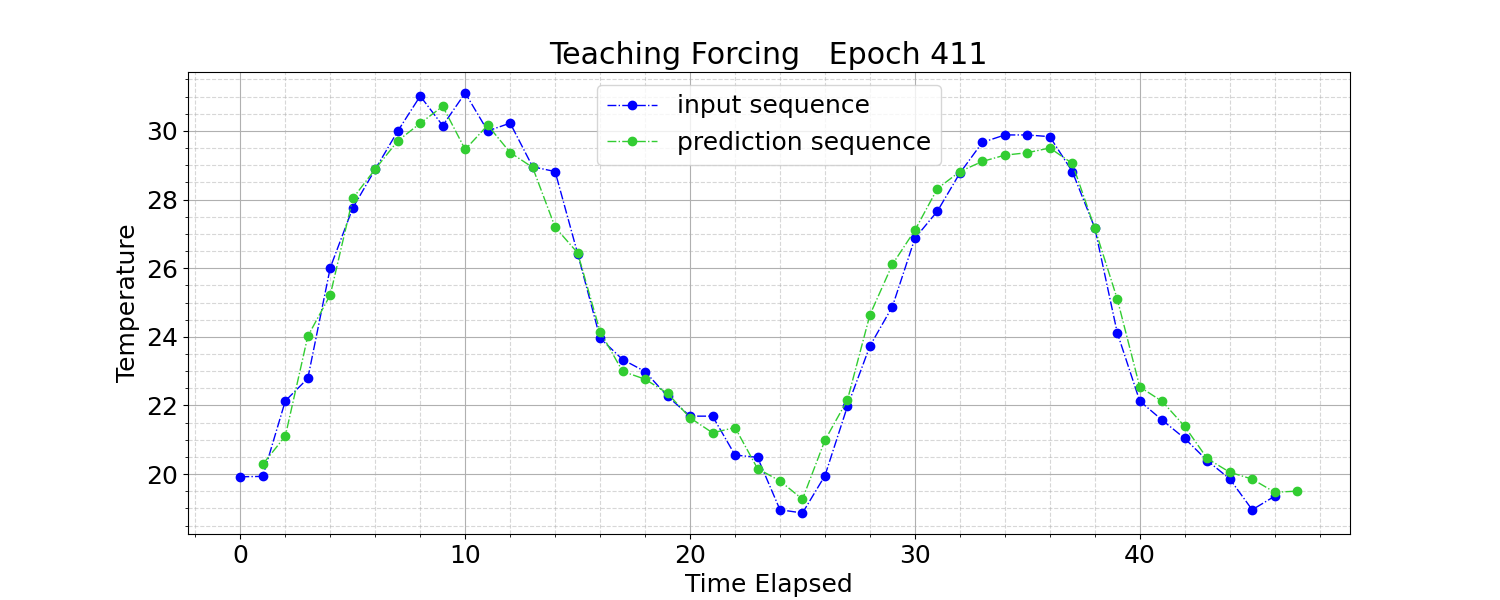 Teaching Forcing   Epoch 411
input sequence
prediction sequence
Temperature
30
28
26
24
22
20
0 10 20 30 40
Time Elapsed